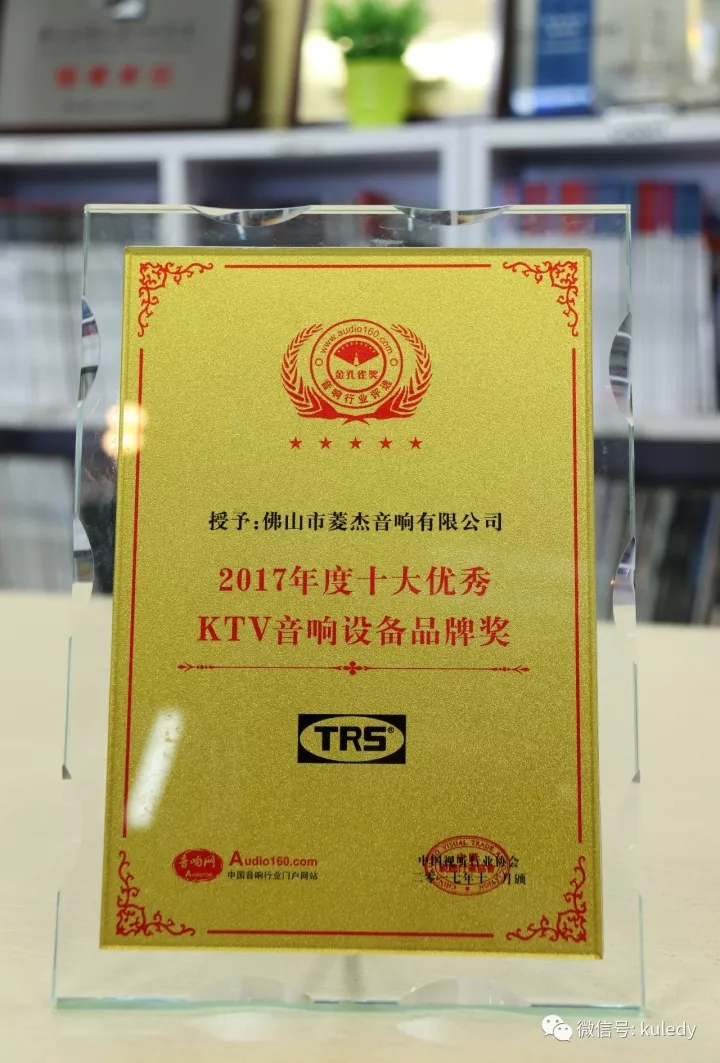 www.audio160.com
金孔雀奖
音响行业评选
授予:佛山市菱杰音响有限公司
2017年度十大优秀
KTV音响设备品牌奖
TRS®
音响网
Audio160.com
Audio160
中国音响行业门户网站
中国视听行业协会
微信号: kuledy